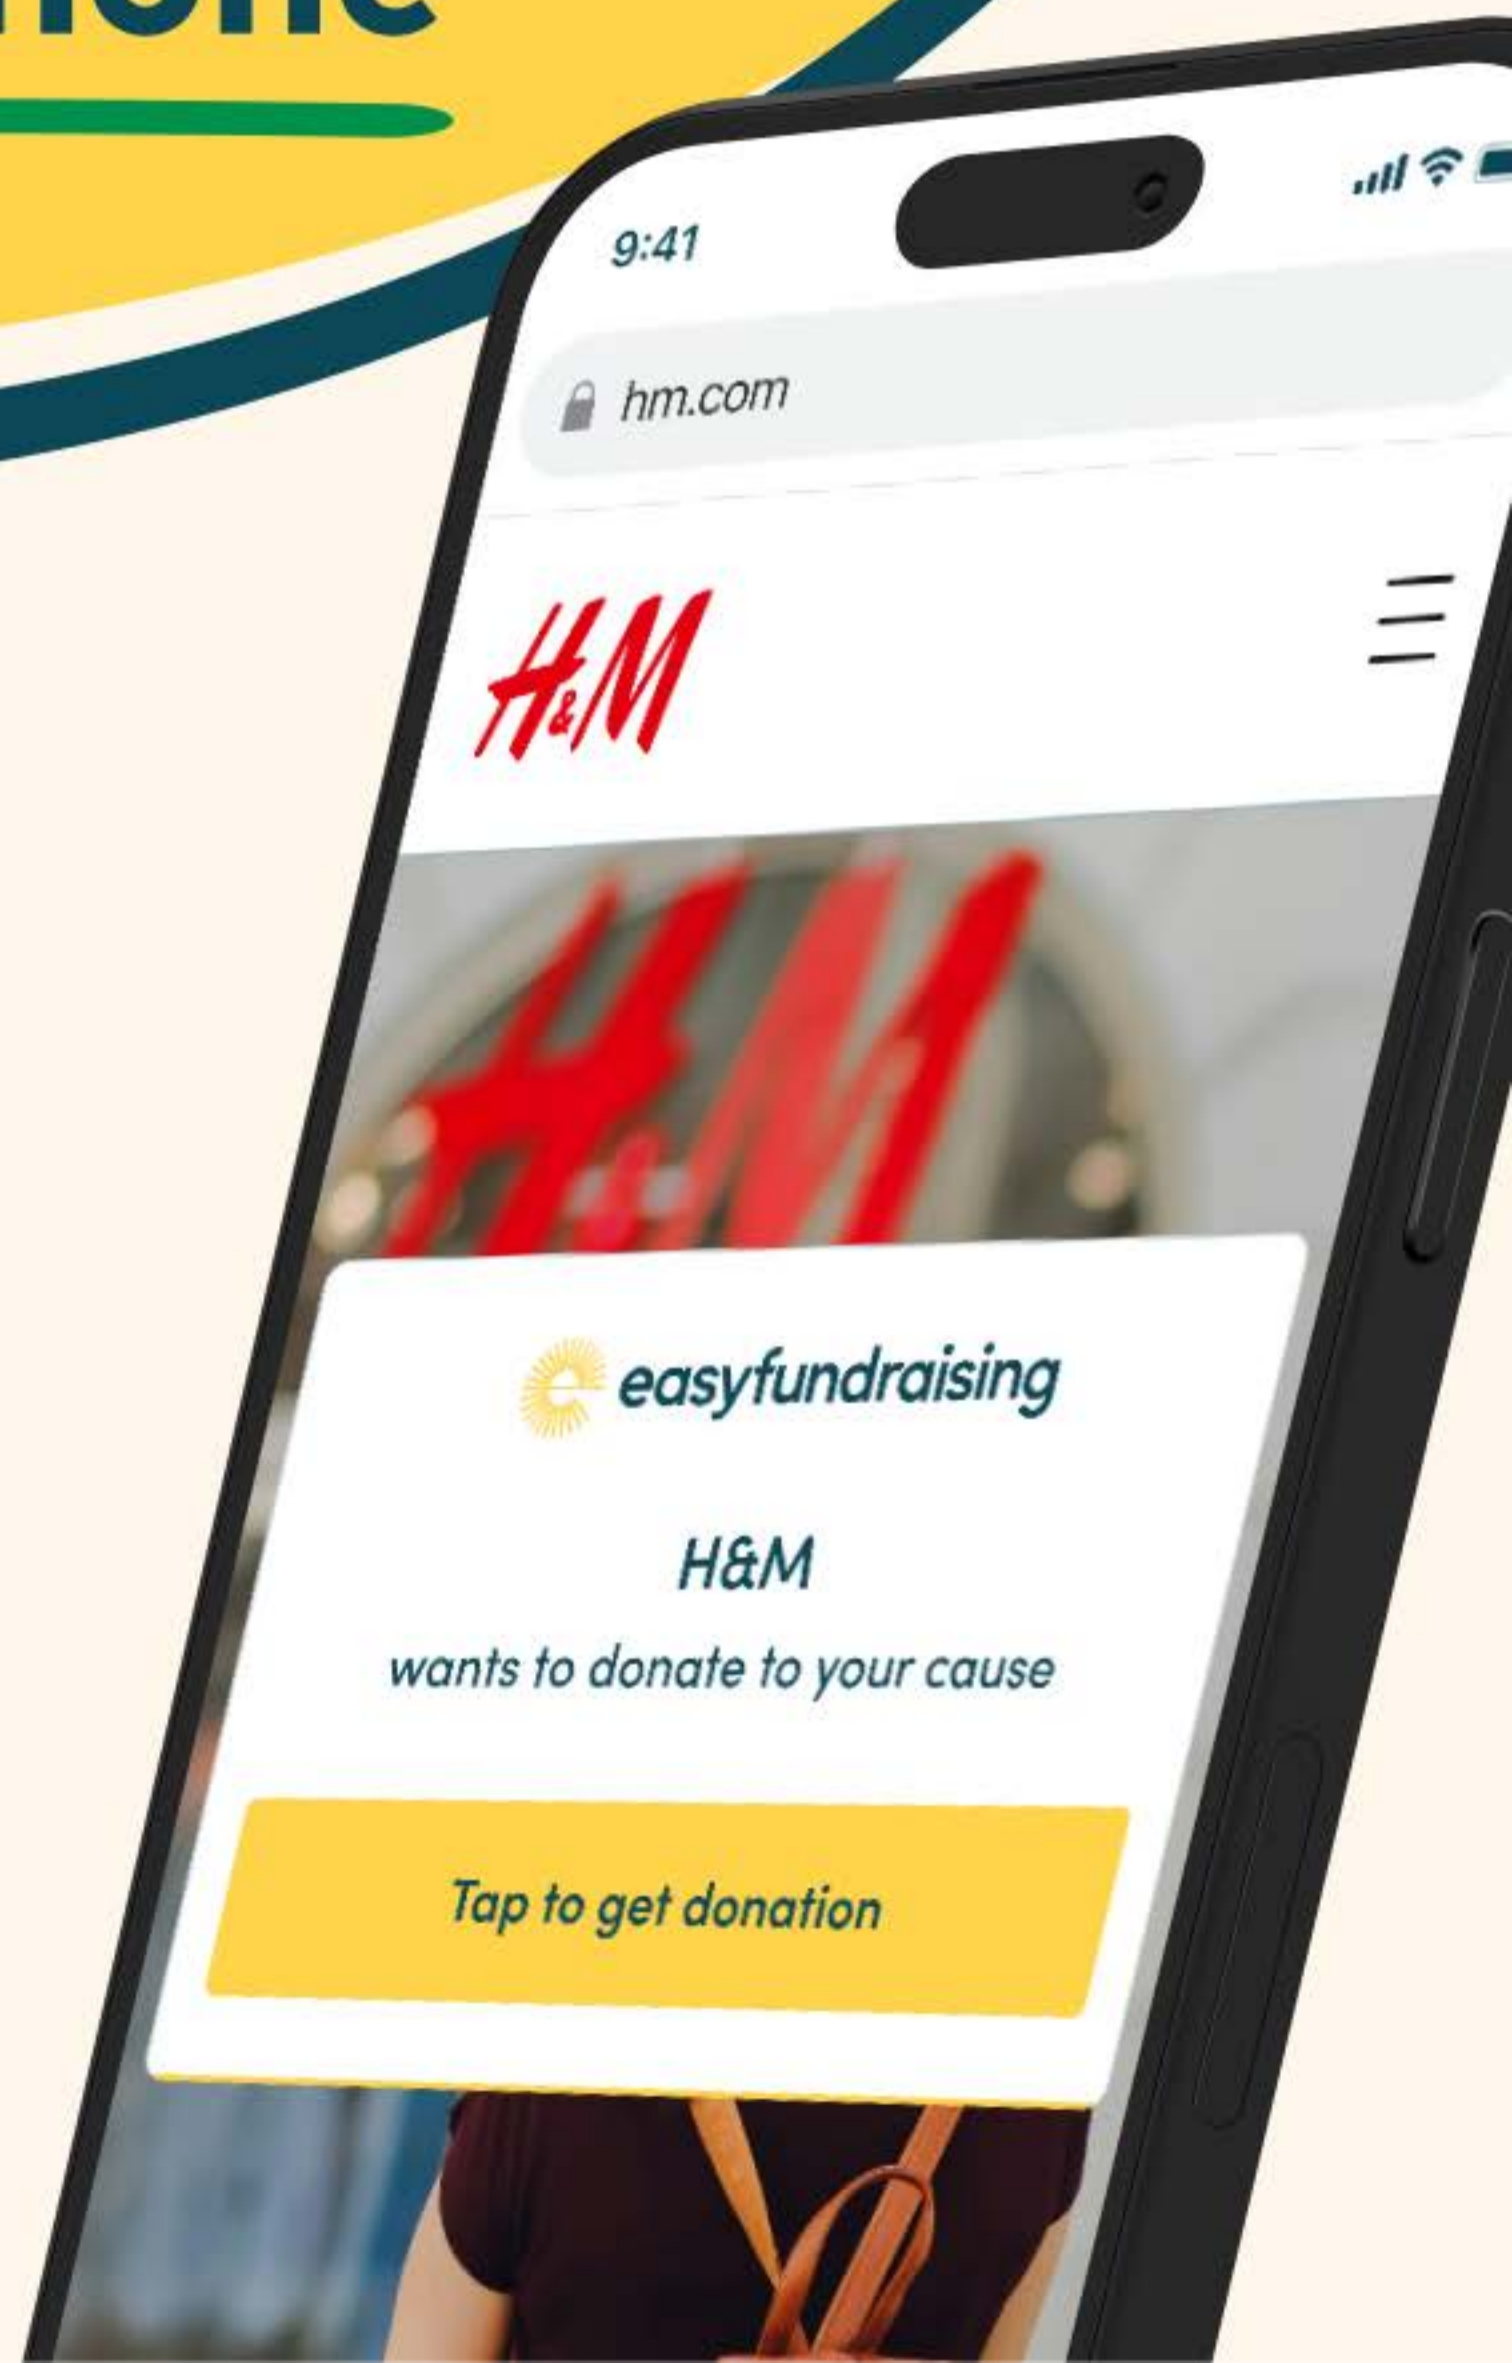 9:41
hm.com
H&M
H&M
easyfundraising
H&M
wants to donate to your cause
Tap to get donation